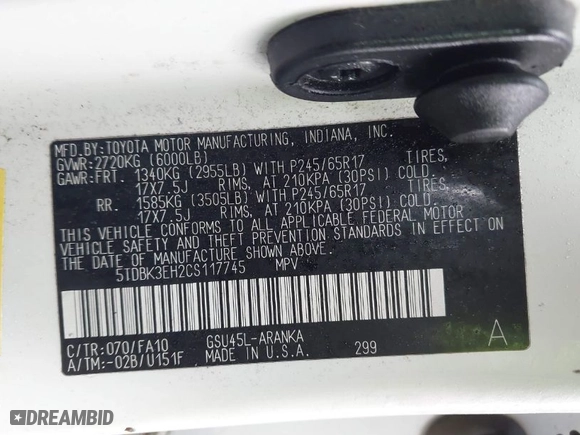 MFD.BY:TOYOTA MOTOR MANUFACTURING, INDIANA, INC.
GVWR:2720KG (6000LB)
GAWR:FRT. 1340KG (2955LB) WITH P245/65R17 TIRES,
17X7.5J RIMS, AT 210KPA (30PSI) COLD.
RR. 1585KG (3505LB) WITH P245/65R17 TIRES,
17X7.5J RIMS, AT 210KPA (30PSI) COLD.
THIS VEHICLE CONFORMS TO ALL APPLICABLE FEDERAL MOTOR
VEHICLE SAFETY AND THEFT PREVENTION STANDARDS IN EFFECT ON
THE DATE OF MANUFACTURE SHOWN ABOVE.
5TDBK3EH2CS117745 MPV
C/TR:070/FA10 GSU45L-ARANKA
A/TM:-02B/U151F MADE IN U.S.A. 299
A
DREAMBID